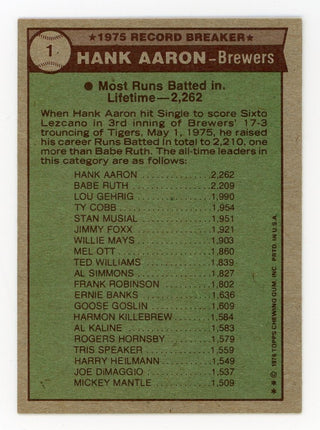 ★1975 RECORD BREAKER★
1
HANK AARON–Brewers
● Most Runs Batted in.
Lifetime—2,262
When Hank Aaron hit Single to score Sixto
Lezcano in 3rd inning of Brewers' 17-3
trouncing of Tigers, May 1, 1975, he raised
his career Runs Batted in total to 2,210, one
more than Babe Ruth. The all-time leaders in
this category are as follows:
HANK AARON ........... 2,262
BABE RUTH ............ 2,209
LOU GEHRIG ........... 1,990
TY COBB .............. 1,954
STAN MUSIAL .......... 1,951
JIMMY FOXX ........... 1,921
WILLIE MAYS .......... 1,903
MEL OTT .............. 1,860
TED WILLIAMS ......... 1,839
AL SIMMONS ........... 1,827
FRANK ROBINSON ....... 1,802
ERNIE BANKS .......... 1,636
GOOSE GOSLIN ......... 1,609
HARMON KILLEBREW ..... 1,584
AL KALINE ............ 1,583
ROGERS HORNSBY ....... 1,579
TRIS SPEAKER ......... 1,559
HARRY HEILMANN ....... 1,549
JOE DiMAGGIO ......... 1,537
MICKEY MANTLE ........ 1,509
★★© 1976 TOPPS CHEWING GUM, INC. PRTD. IN U.S.A.